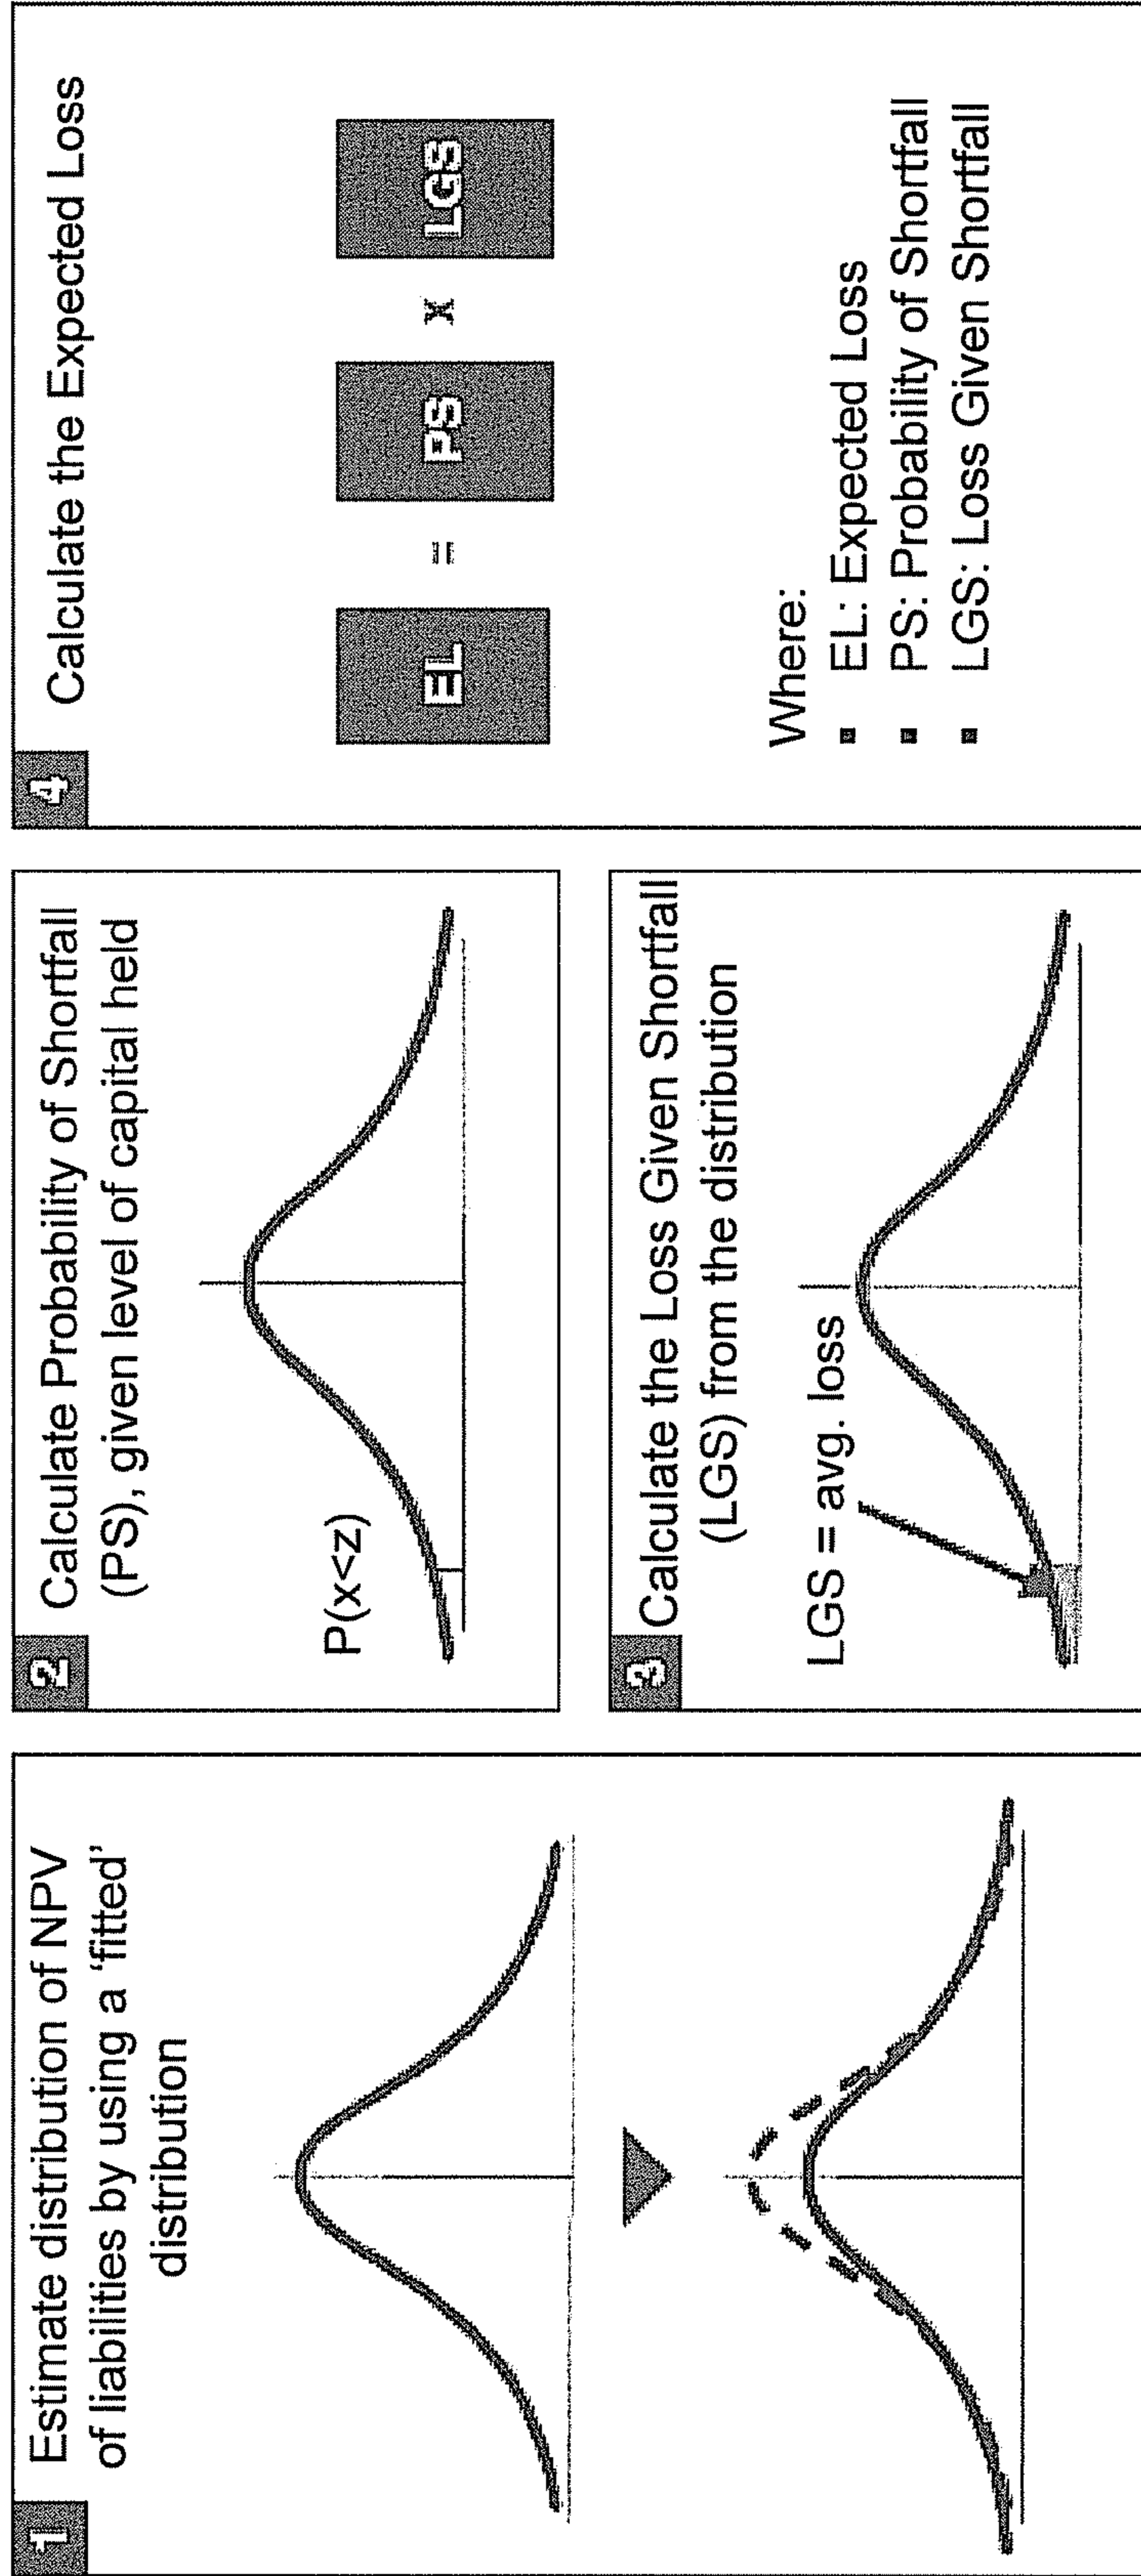 1
Estimate distribution of NPV
of liabilities by using a ‘fitted’
distribution
2
Calculate Probability of Shortfall
(PS), given level of capital held
P(x<z)
3
Calculate the Loss Given Shortfall
(LGS) from the distribution
LGS = avg. loss
4
Calculate the Expected Loss
EL = PS x LGS
Where:
▪ EL: Expected Loss
▪ PS: Probability of Shortfall
▪ LGS: Loss Given Shortfall